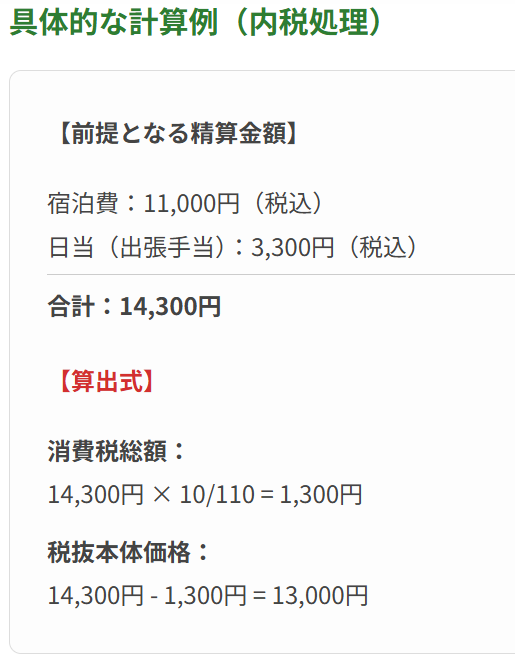 具体的な計算例（内税処理）
【前提となる精算金額】
宿泊費：11,000円（税込）
日当（出張手当）：3,300円（税込）
合計：14,300円
【算出式】
消費税総額：
14,300円 × 10/110 = 1,300円
税抜本体価格：
14,300円 - 1,300円 = 13,000円